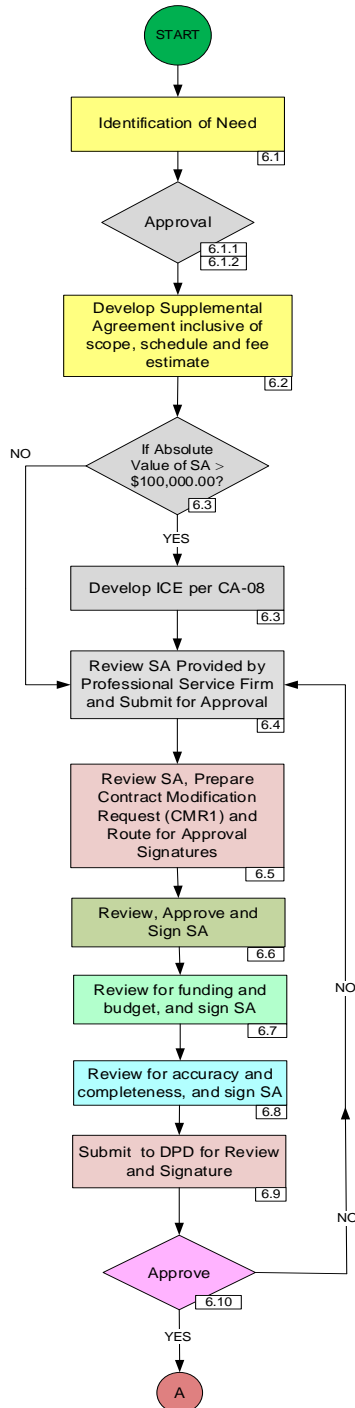 START
Identification of Need
6.1
Approval
6.1.1
6.1.2
Develop Supplemental
Agreement inclusive of
scope, schedule and fee
estimate
6.2
NO
If Absolute
Value of SA >
$100,000.00?
6.3
YES
Develop ICE per CA-08
6.3
Review SA Provided by
Professional Service Firm
and Submit for Approval
6.4
Review SA, Prepare
Contract Modification
Request (CMR1) and
Route for Approval
Signatures
6.5
Review, Approve and
Sign SA
6.6
NO
Review for funding and
budget, and sign SA
6.7
Review for accuracy and
completeness, and sign SA
6.8
Submit to DPD for Review
and Signature
6.9
NO
Approve
6.10
YES
A